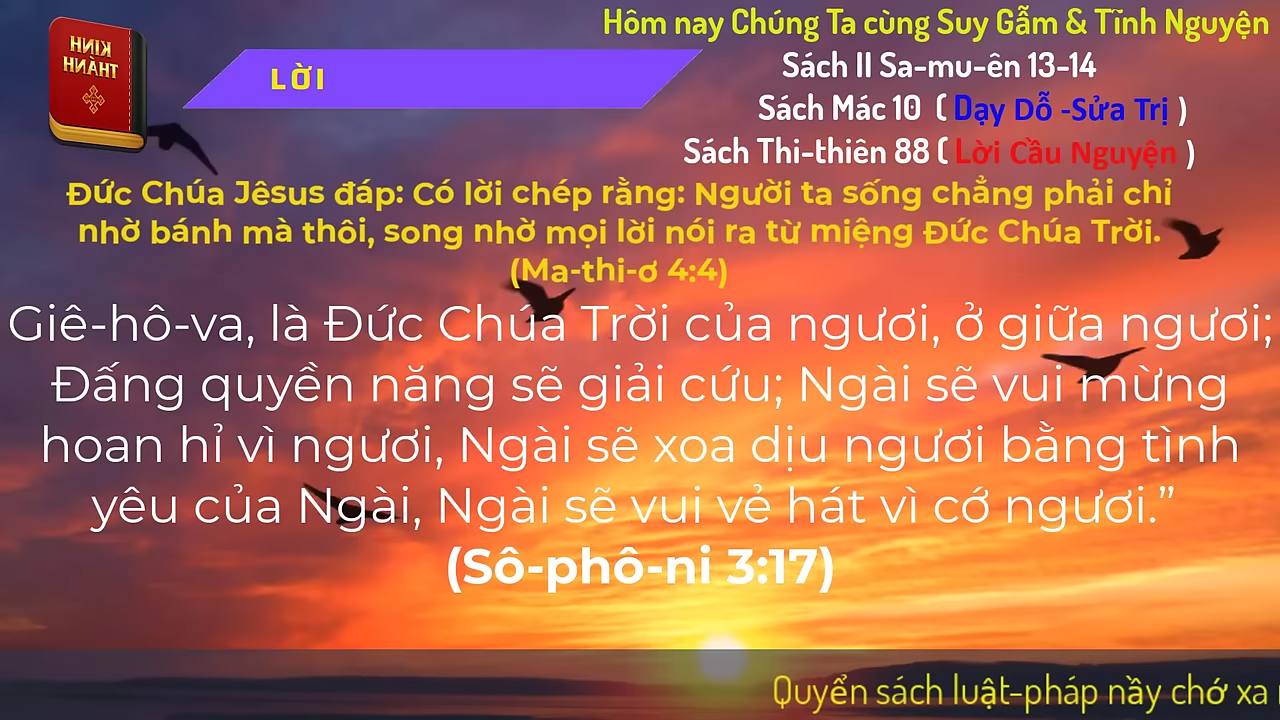 KINH
THÁNH
LỜI
Hôm nay Chúng Ta cùng Suy Gẫm & Tĩnh Nguyện
Sách II Sa-mu-ên 13-14
Sách Mác 10 ( Dạy Dỗ -Sửa Trị )
Sách Thi-thiên 88 ( Lời Cầu Nguyện )
Đức Chúa Jêsus đáp: Có lời chép rằng: Người ta sống chẳng phải chỉ
nhờ bánh mà thôi, song nhờ mọi lời nói ra từ miệng Đức Chúa Trời.
(Ma-thi-ơ 4:4)
Giê-hô-va, là Đức Chúa Trời của ngươi, ở giữa ngươi;
Đấng quyền năng sẽ giải cứu; Ngài sẽ vui mừng
hoan hỉ vì ngươi, Ngài sẽ xoa dịu ngươi bằng tình
yêu của Ngài, Ngài sẽ vui vẻ hát vì cớ ngươi.”
(Sô-phô-ni 3:17)
Quyển sách luật-pháp nầy chớ xa